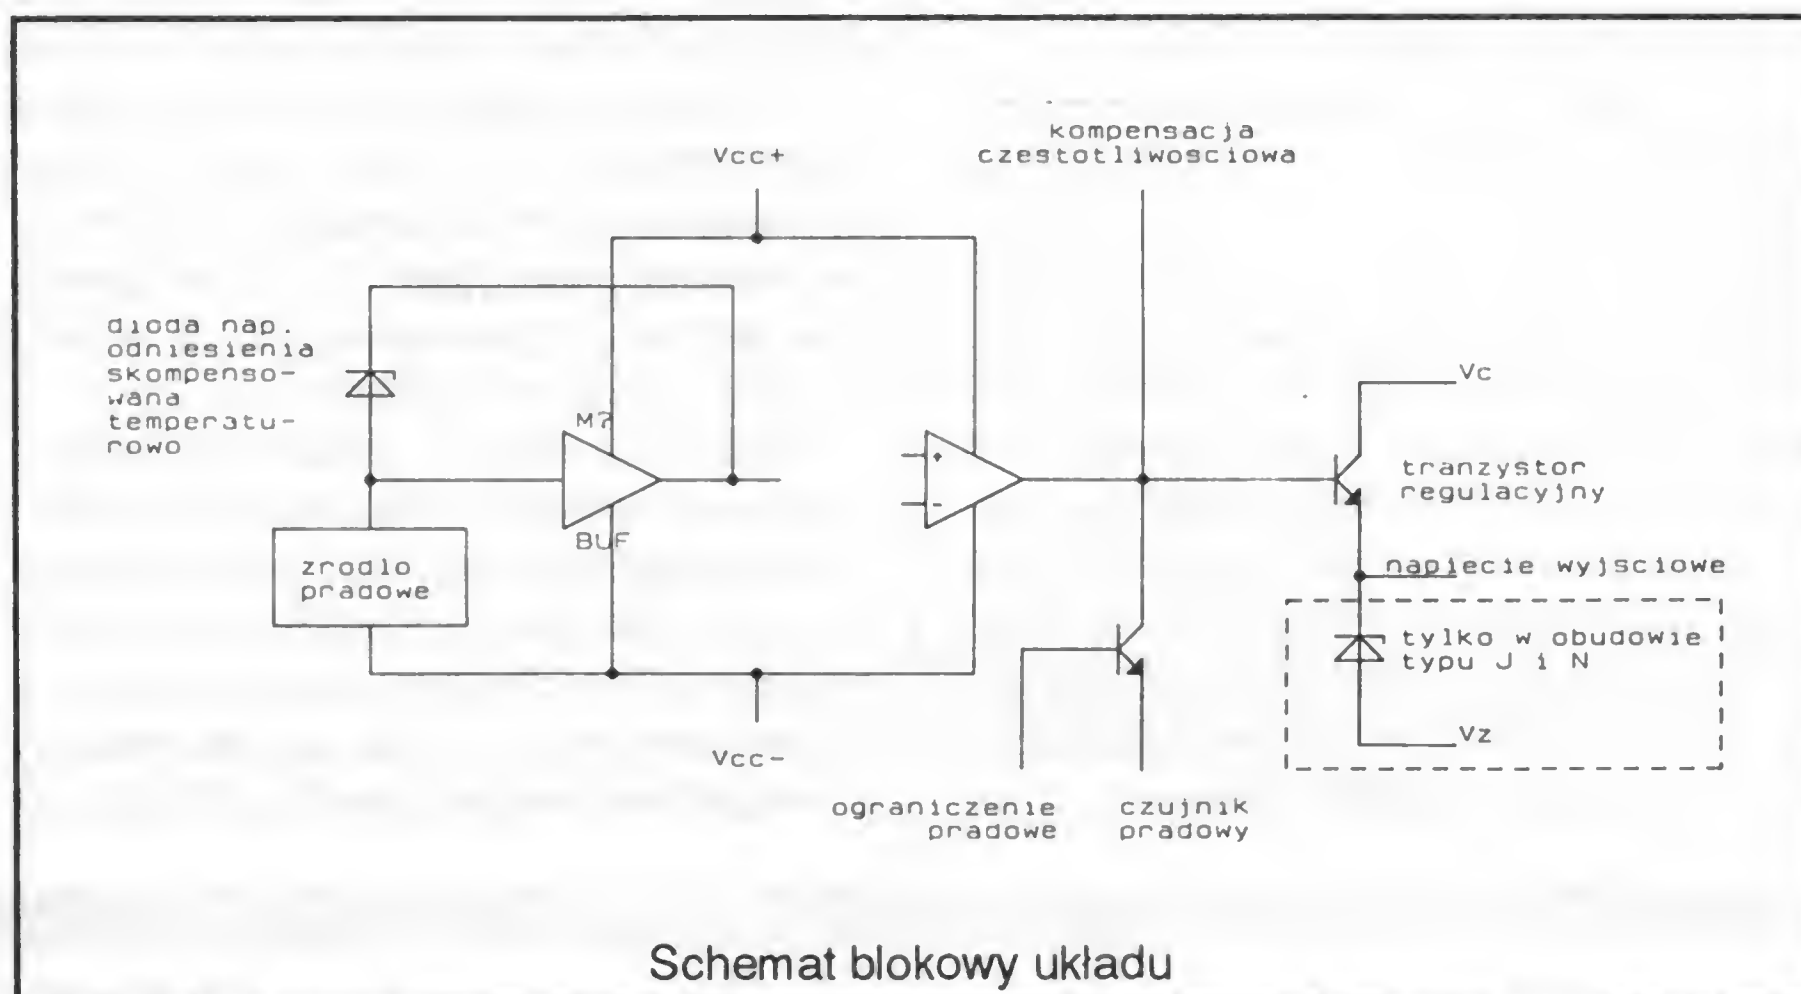 kompensacja
czestotliwosciowa
Vcc+
dioda nap.
odniesienia
skompenso-
wana
temperatu-
rowo
M?
BUF
zrodlo
pradowe
+
-
Vc
tranzystor
regulacyjny
napiecie wyjsciowe
tylko w obudowie
typu J i N
Vz
Vcc-
ograniczenie
pradowe
czujnik
pradowy
Schemat blokowy układu